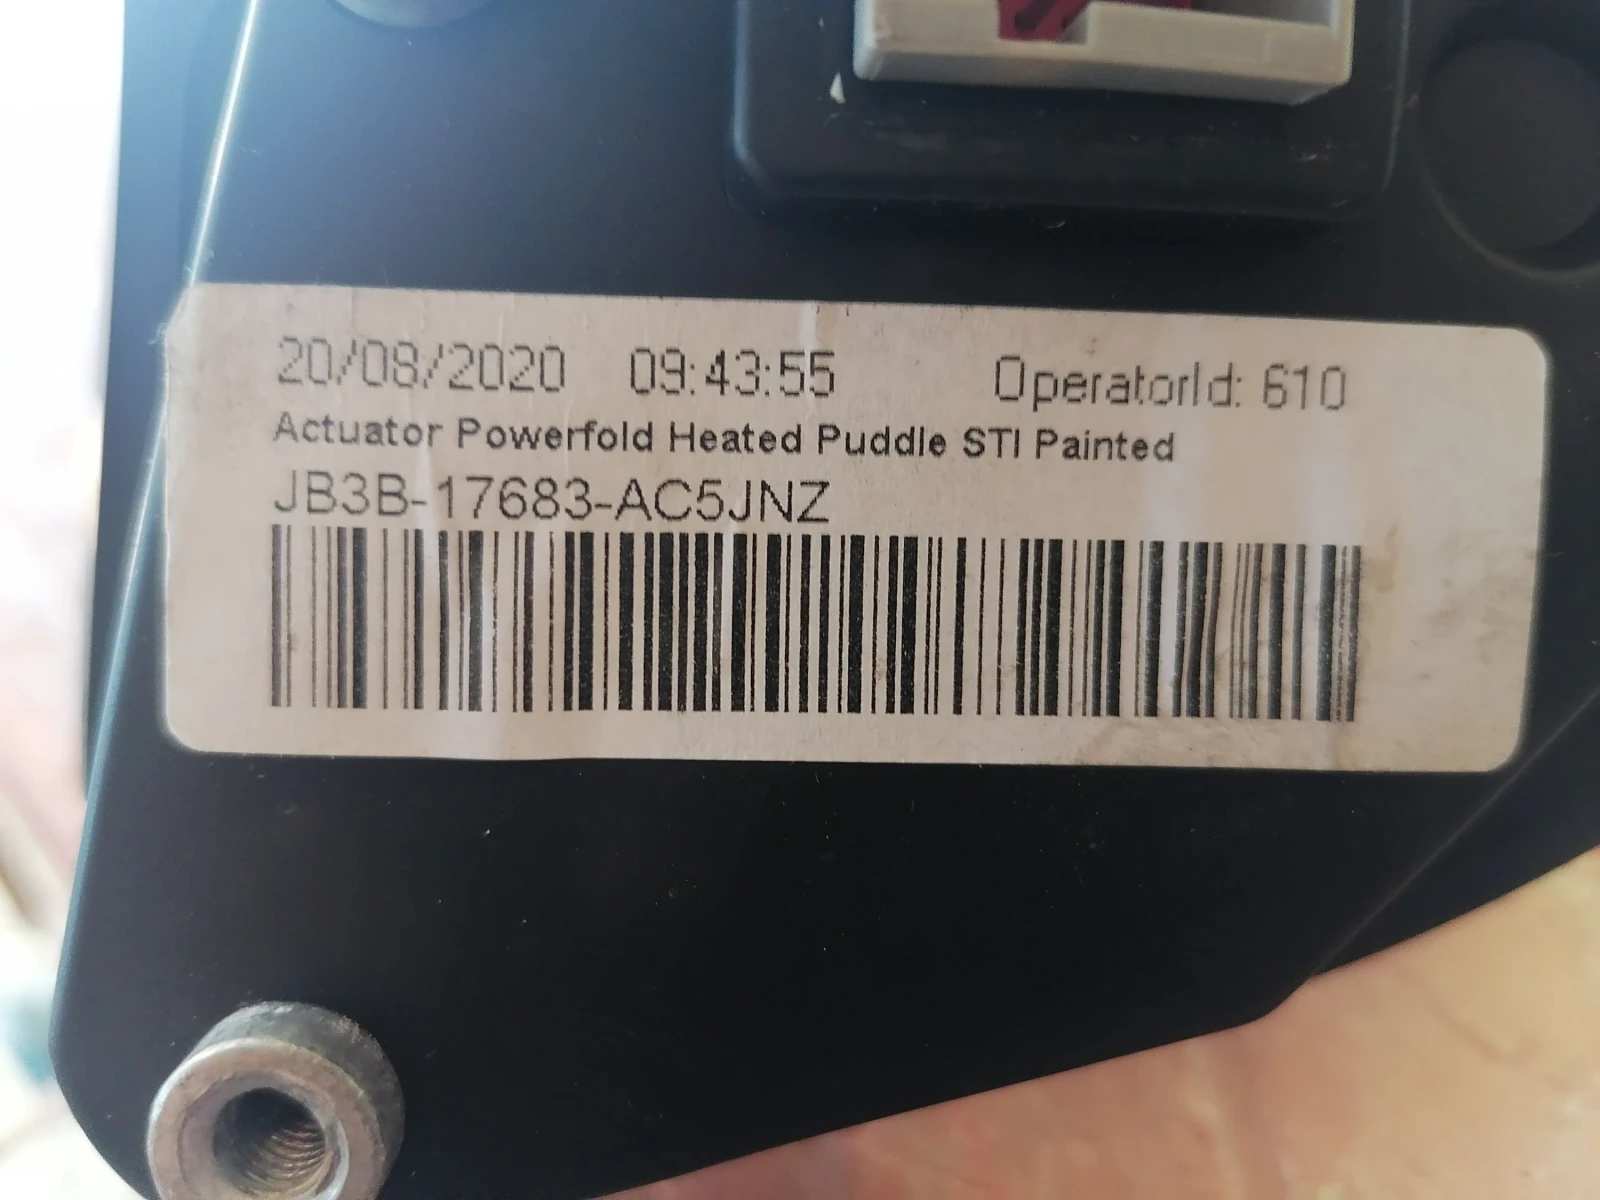 20/08/2020 09:43:55 OperatorId: 610
Actuator Powerfold Heated Puddle STI Painted
JB3B-17683-AC5JNZ